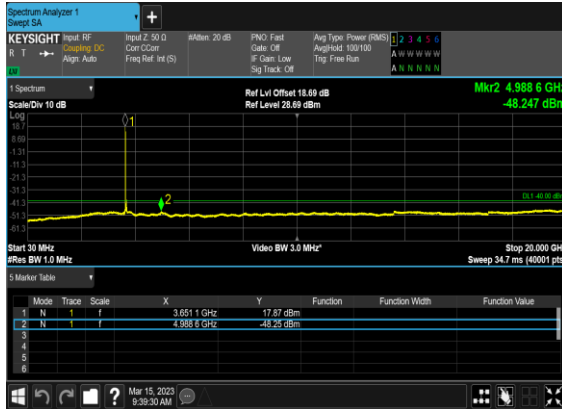 Spectrum Analyzer 1
Swept SA
+
KEYSIGHT Input: RF Input Z: 50 Ω #Atten: 20 dB PNO: Fast Avg Type: Power (RMS) 1 2 3 4 5 6
R T Coupling: DC Corr CCorr Gate: Off Avg|Hold: 100/100 A W W W W W
Align: Auto Freq Ref: Int (S) IF Gain: Low Trig: Free Run
Sig Track: Off A N N N N N
LXI
1 Spectrum Ref Lvl Offset 18.69 dB Mkr2 4.988 6 GHz
Scale/Div 10 dB Ref Level 28.69 dBm -48.247 dBm
Log
1
18.7
8.69
-1.31
-11.3
-21.3
-31.3
-41.3 2 DL1 -40.00 dBm
-51.3
-61.3
Start 30 MHz Video BW 3.0 MHz* Stop 20.000 GHz
#Res BW 1.0 MHz Sweep 34.7 ms (40001 pts)
5 Marker Table
Mode Trace Scale X Y Function Function Width Function Value
1 N 1 f 3.651 1 GHz 17.87 dBm
2 N 1 f 4.988 6 GHz -48.25 dBm
3
4
5
6
? Mar 15, 2023
9:39:30 AM